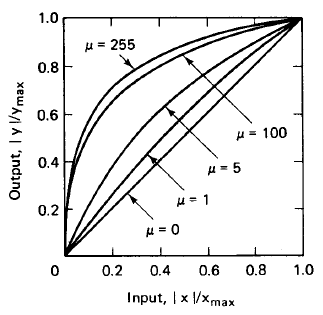 1.0
0.8
0.6
0.4
0.2
0
0.2
0.4
0.6
0.8
1.0
Output, |y|/ymax
Input, |x|/xmax
μ = 255
μ = 100
μ = 5
μ = 1
μ = 0